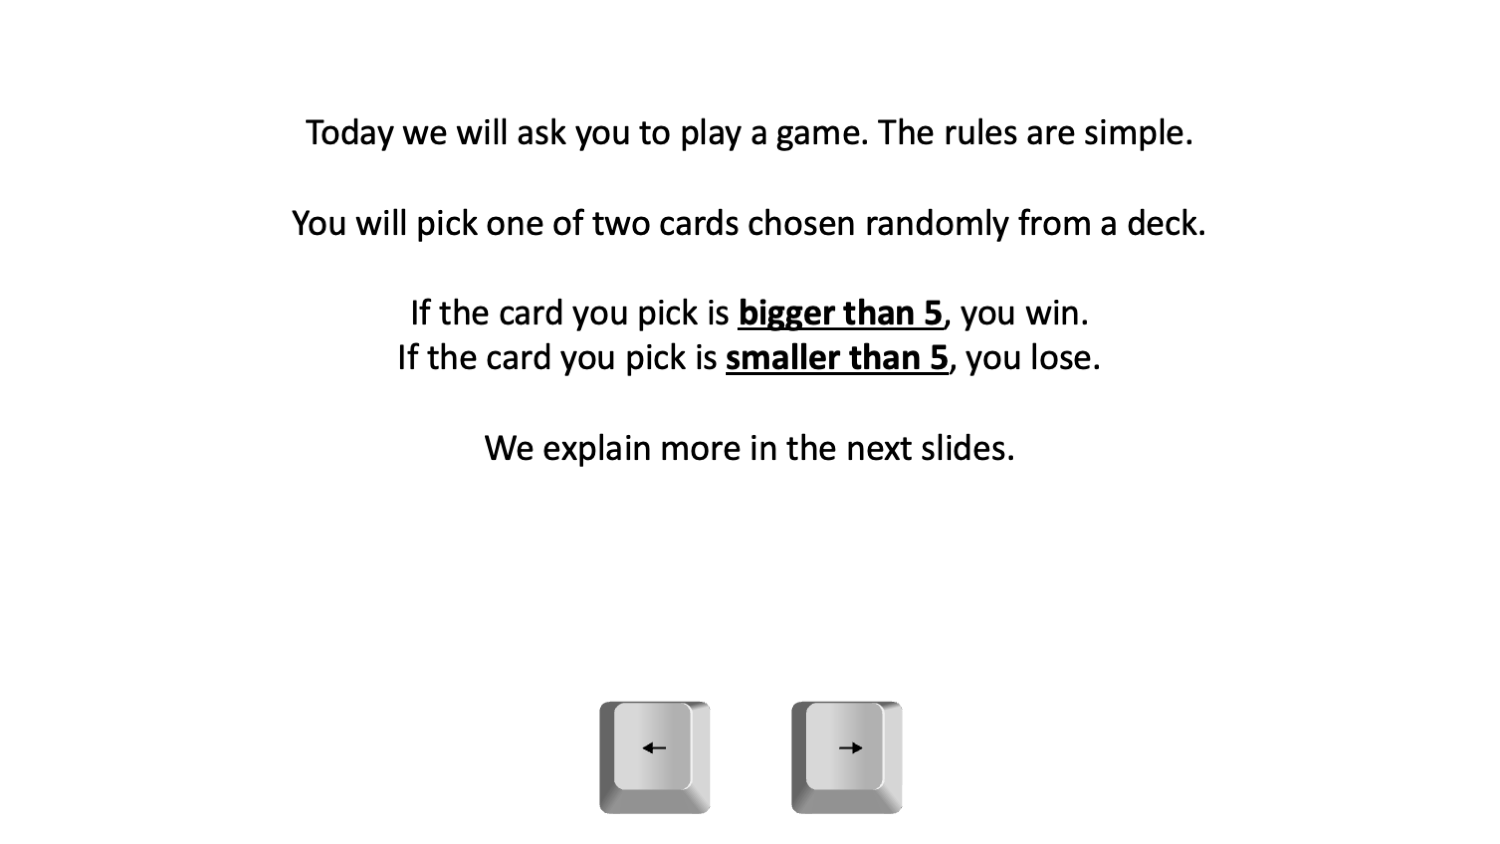 Today we will ask you to play a game. The rules are simple.
You will pick one of two cards chosen randomly from a deck.
If the card you pick is bigger than 5, you win.
If the card you pick is smaller than 5, you lose.
We explain more in the next slides.